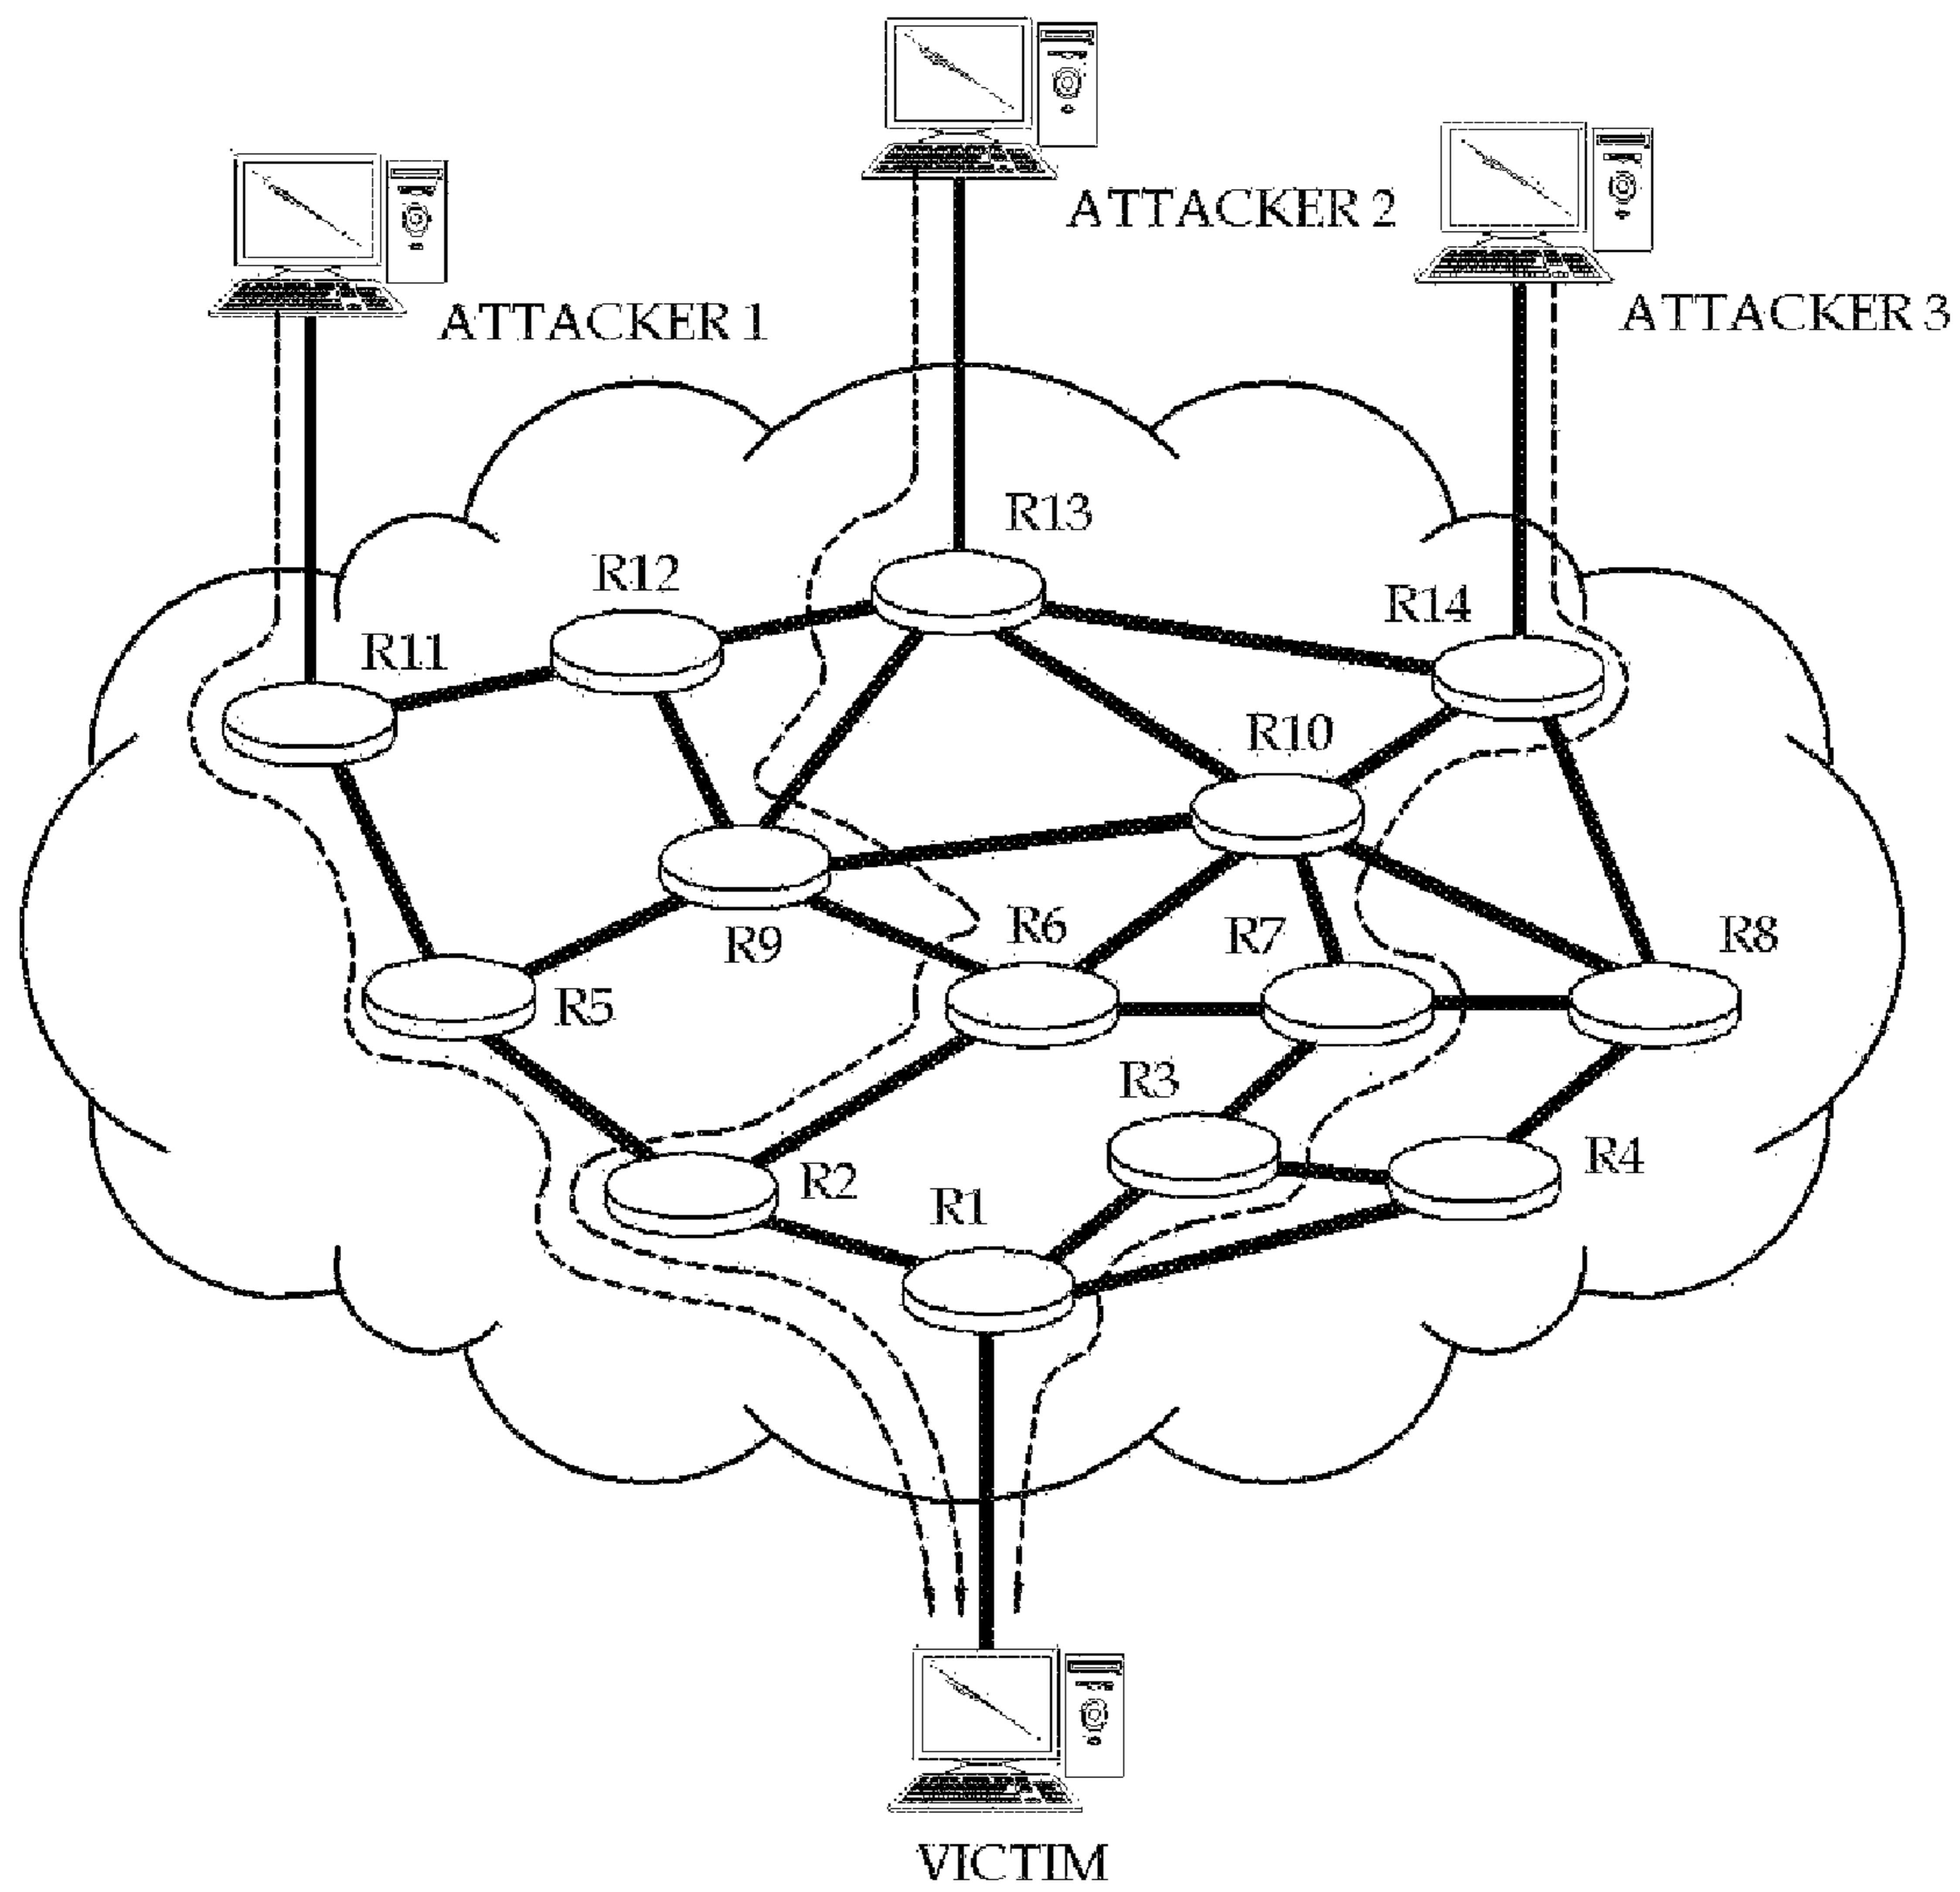 ATTACKER 2
ATTACKER 1
ATTACKER 3
R13
R12
R14
R11
R10
R9
R6
R7
R8
R5
R3
R4
R2
R1
VICTIM